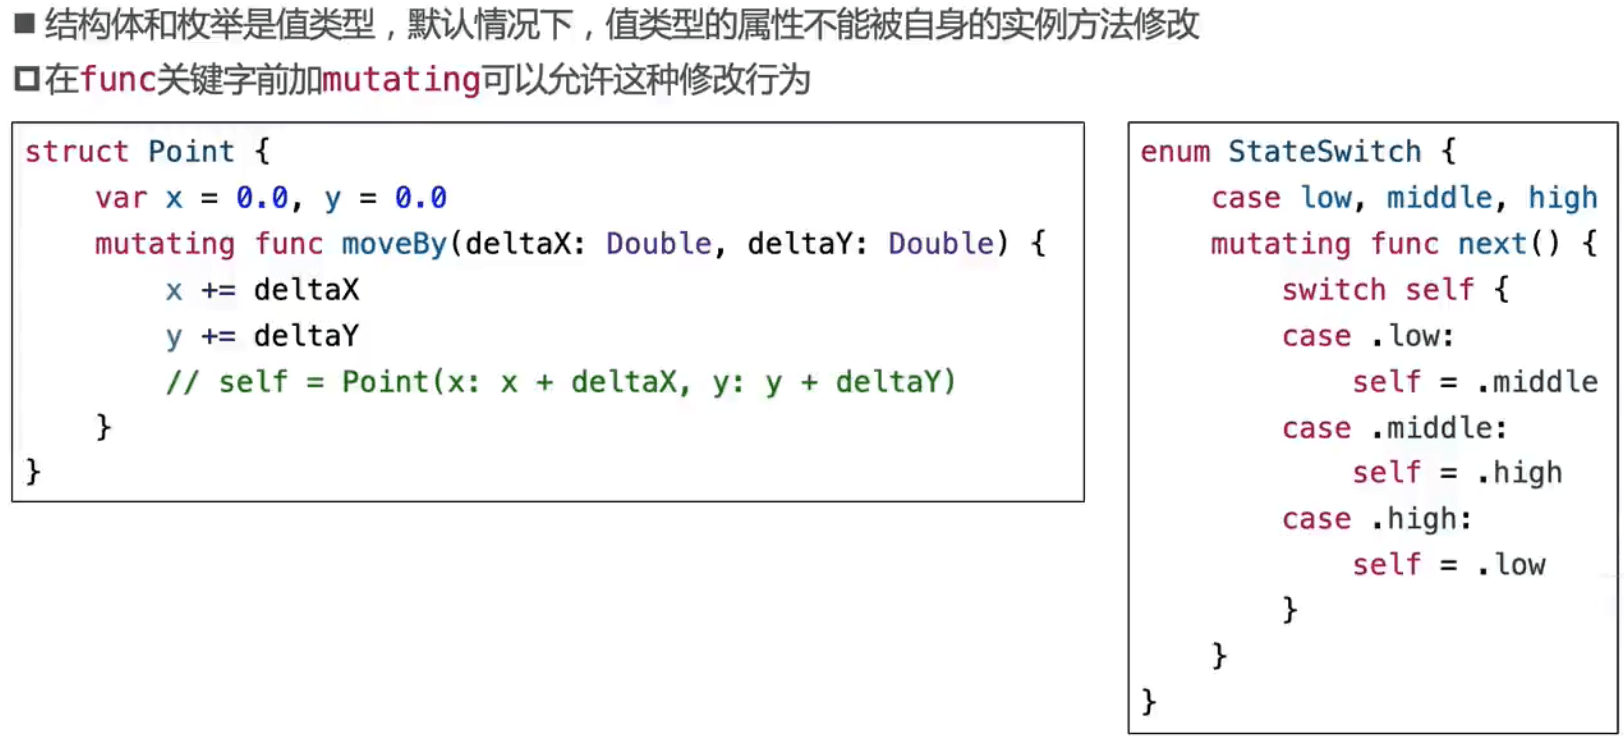 ■ 结构体和枚举是值类型，默认情况下，值类型的属性不能被自身的实例方法修改
在func关键字前加mutating可以允许这种修改行为
struct Point {
    var x = 0.0, y = 0.0
    mutating func moveBy(deltaX: Double, deltaY: Double) {
        x += deltaX
        y += deltaY
        // self = Point(x: x + deltaX, y: y + deltaY)
    }
}
enum StateSwitch {
    case low, middle, high
    mutating func next() {
        switch self {
        case .low:
            self = .middle
        case .middle:
            self = .high
        case .high:
            self = .low
        }
    }
}